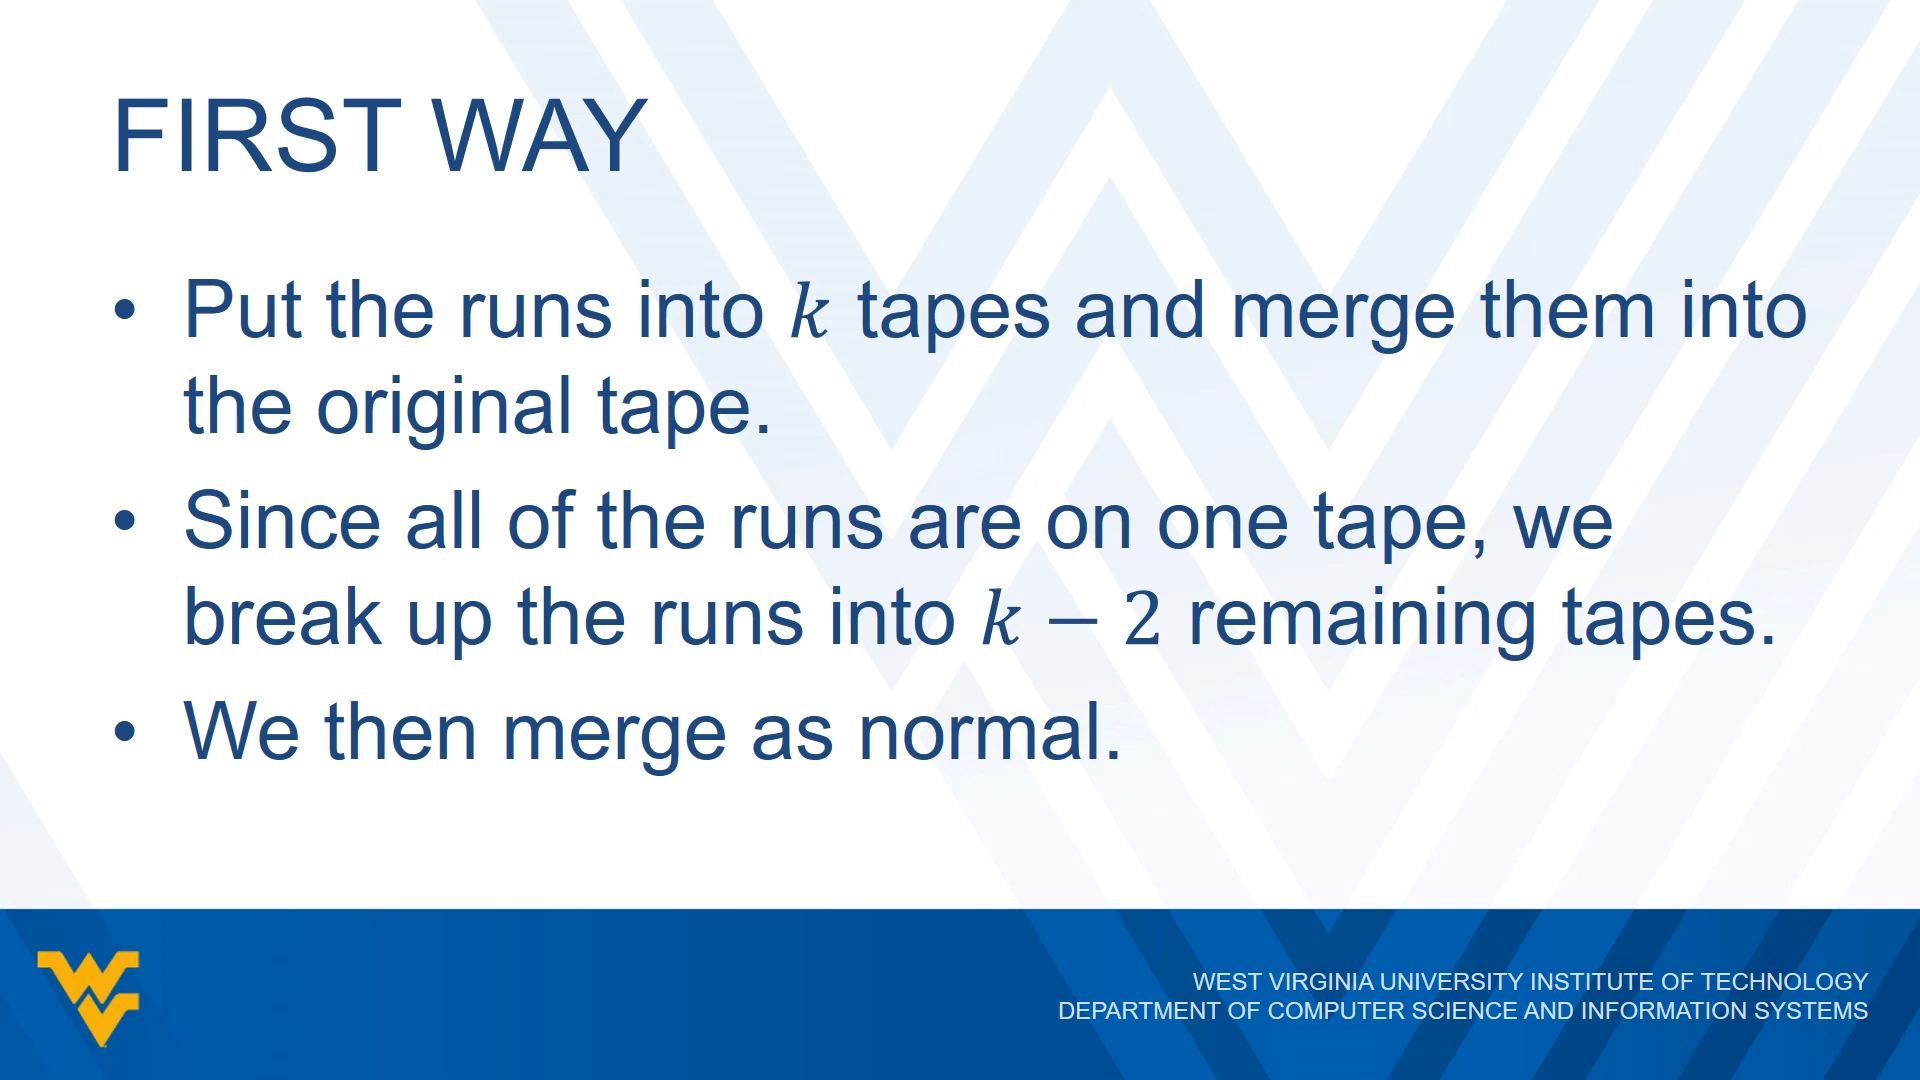 FIRST WAY
• Put the runs into 𝑘 tapes and merge them into
the original tape.
• Since all of the runs are on one tape, we
break up the runs into 𝑘 − 2 remaining tapes.
• We then merge as normal.
WEST VIRGINIA UNIVERSITY INSTITUTE OF TECHNOLOGY
DEPARTMENT OF COMPUTER SCIENCE AND INFORMATION SYSTEMS